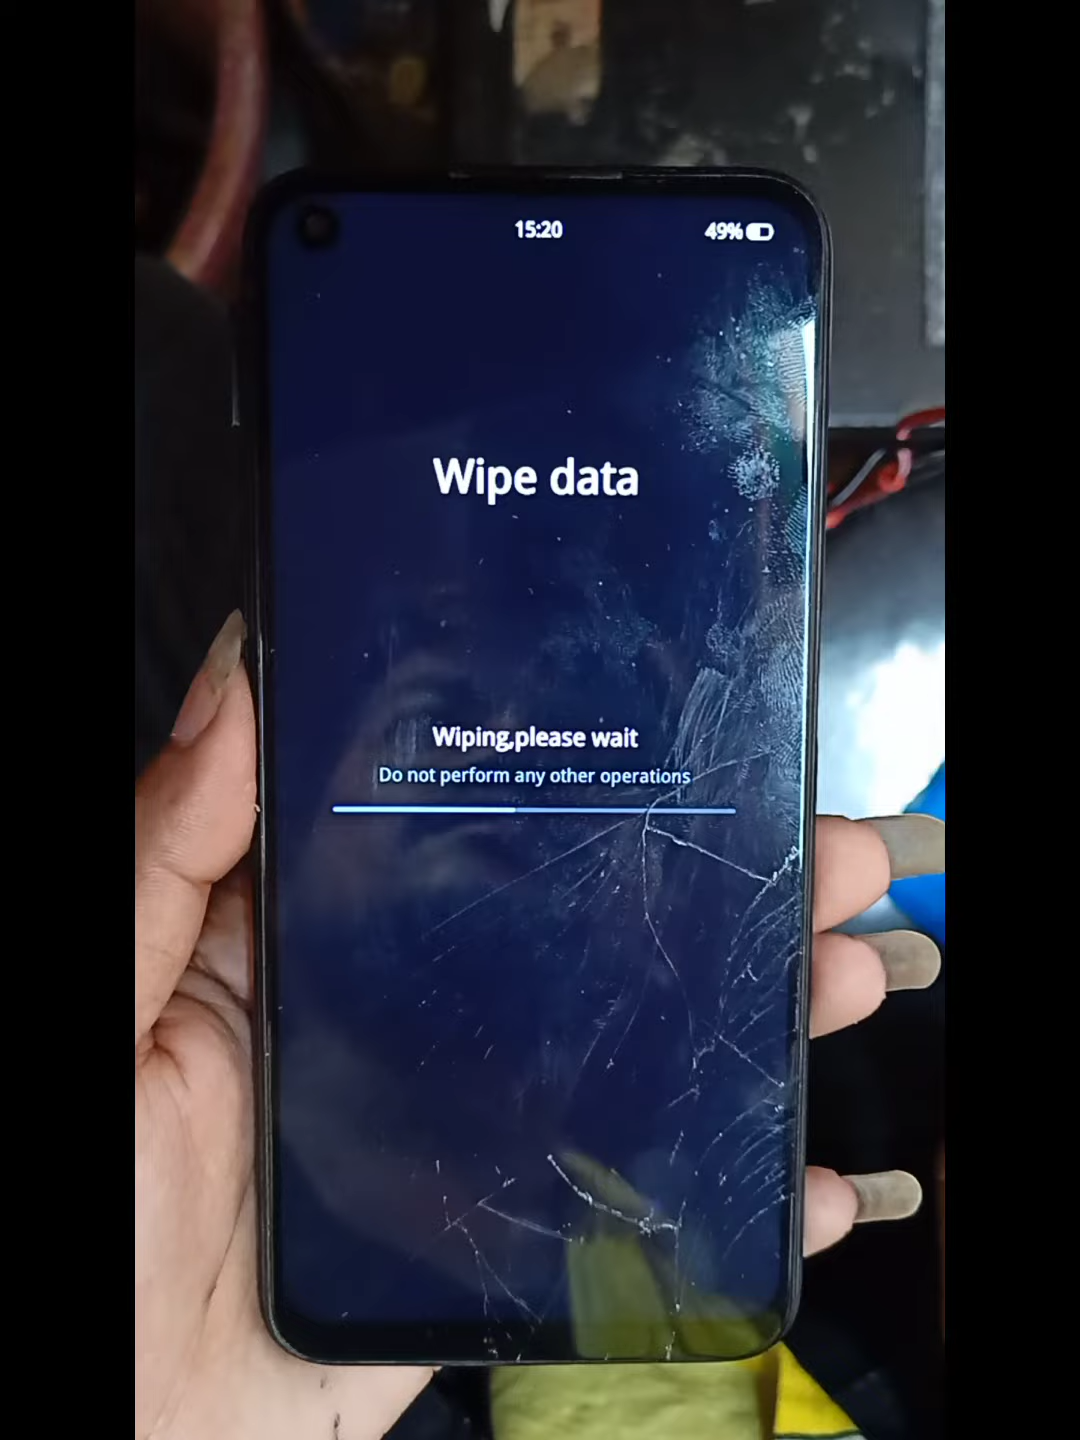 15:20
49%
Wipe data
Wiping,please wait
Do not perform any other operations